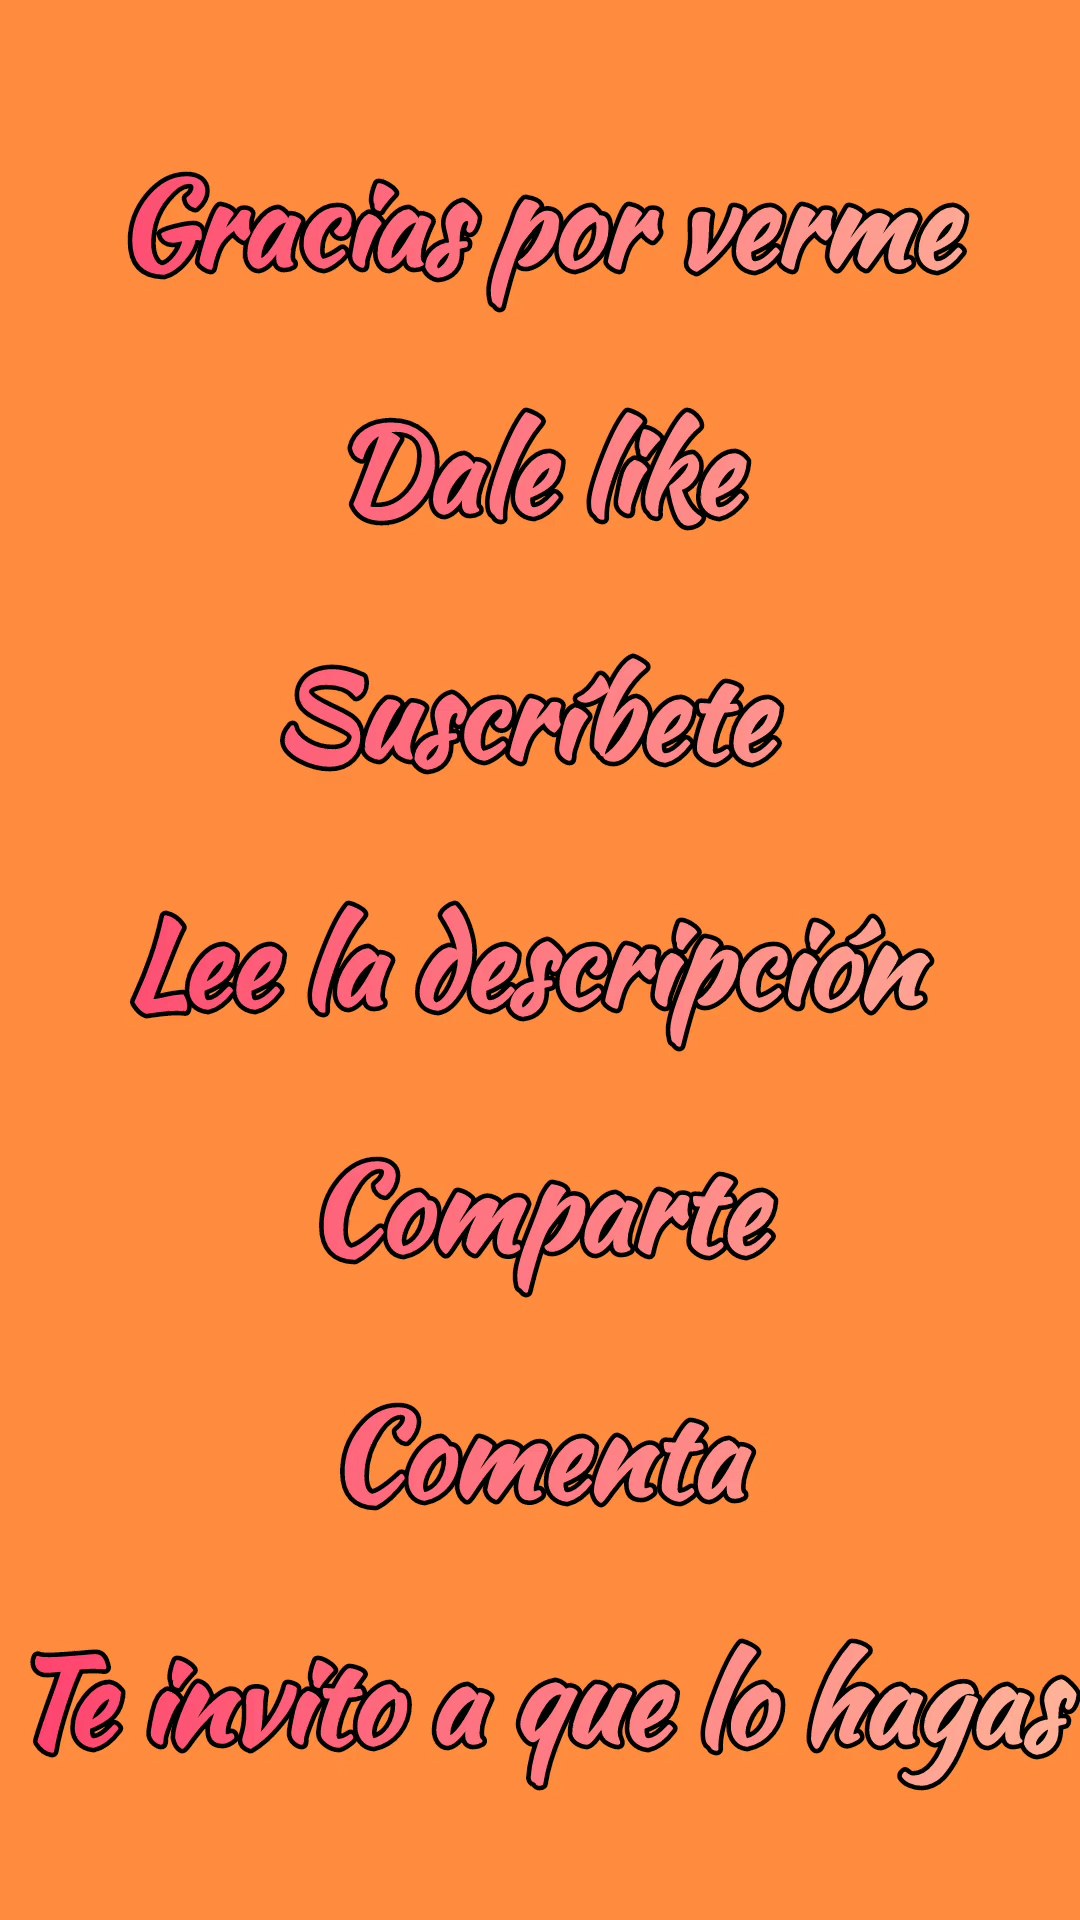 Gracias por verme
Dale like
Suscríbete
Lee la descripción
Comparte
Comenta
Te invito a que lo hagas